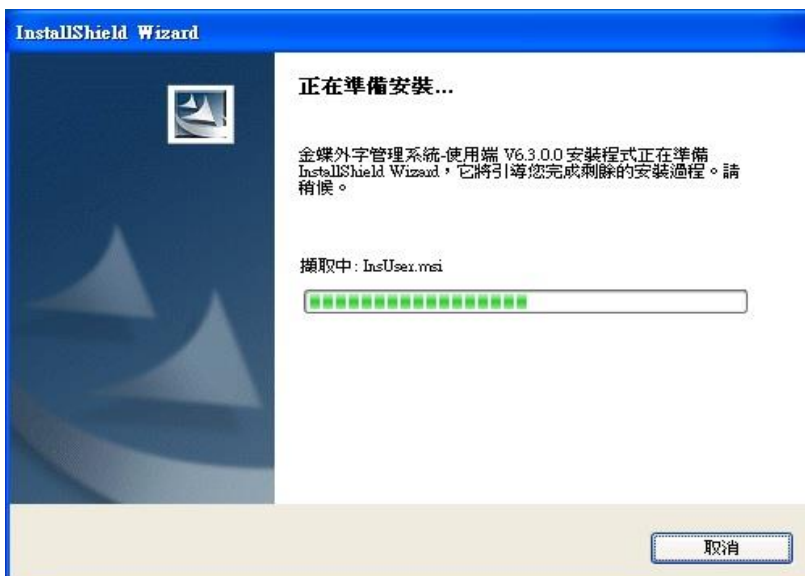 InstallShield Wizard
正在準備安裝...
金蝶外字管理系統-使用端 V6.3.0.0 安裝程式正在準備
InstallShield Wizard，它將引導您完成剩餘的安裝過程。請
稍候。
擷取中: InsUser.msi
取消